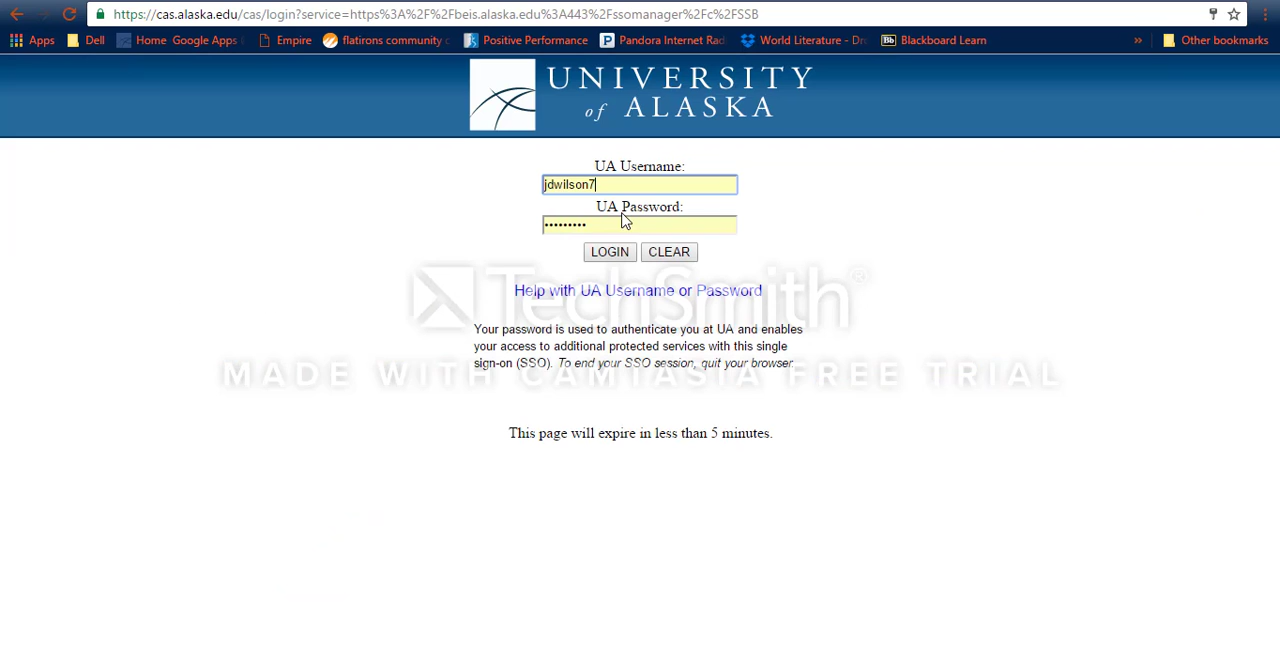 https://cas.alaska.edu/cas/login?service=https%3A%2F%2Fbeis.alaska.edu%3A443%2Fssomanager%2Fc%2FSSB
Apps Dell Home Google Apps Empire flatirons community c Positive Performance P Pandora Internet Rad World Literature - Dro Bb Blackboard Learn » Other bookmarks
UNIVERSITY
of ALASKA
UA Username:
jdwilson7
UA Password:
•••••••••
LOGIN CLEAR
Help with UA Username or Password
TechSmith®
Your password is used to authenticate you at UA and enables
your access to additional protected services with this single
sign-on (SSO). To end your SSO session, quit your browser.
MADE WITH CAMTASIA FREE TRIAL
This page will expire in less than 5 minutes.